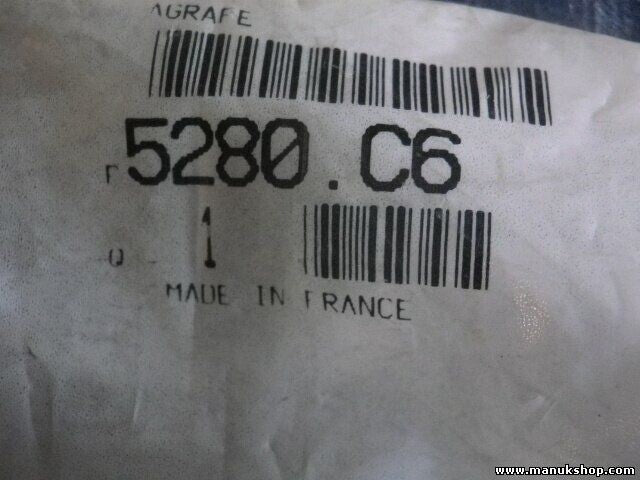 AGRAFE
P 5280.C6
Q 1
MADE IN FRANCE
www.manukshop.com